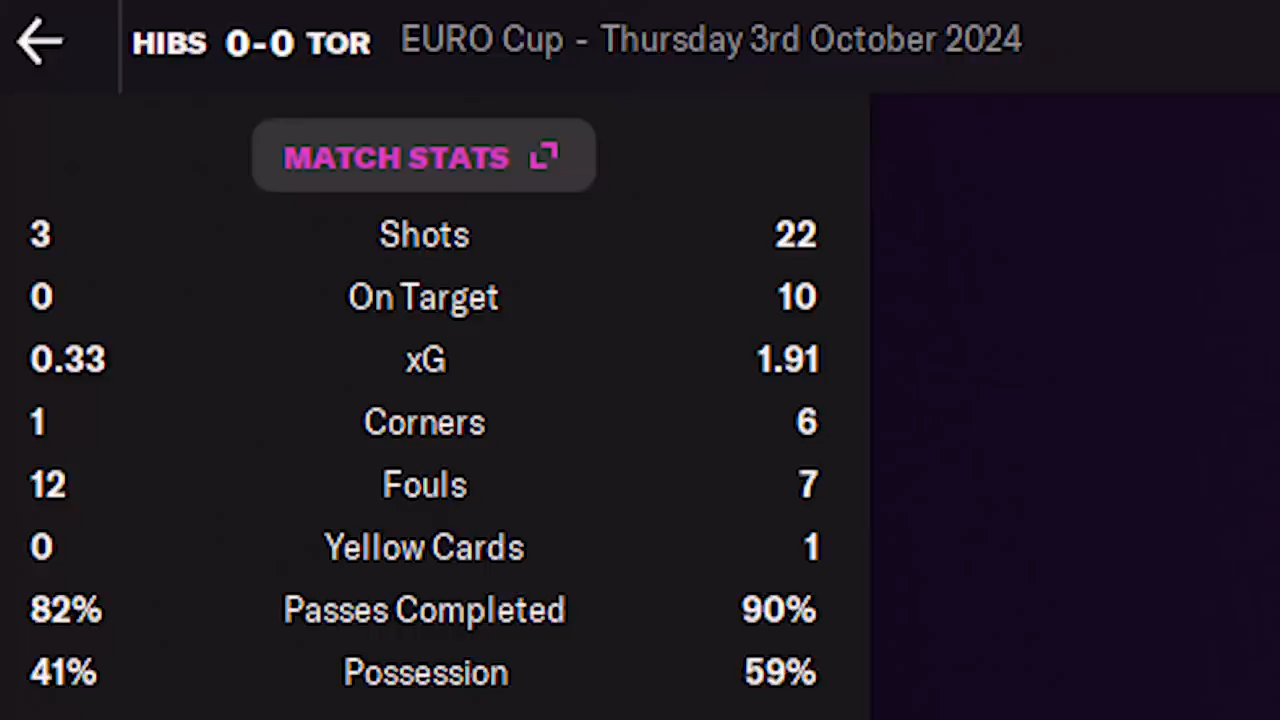 HIBS 0-0 TOR EURO Cup - Thursday 3rd October 2024
MATCH STATS
3 Shots 22
0 On Target 10
0.33 xG 1.91
1 Corners 6
12 Fouls 7
0 Yellow Cards 1
82% Passes Completed 90%
41% Possession 59%